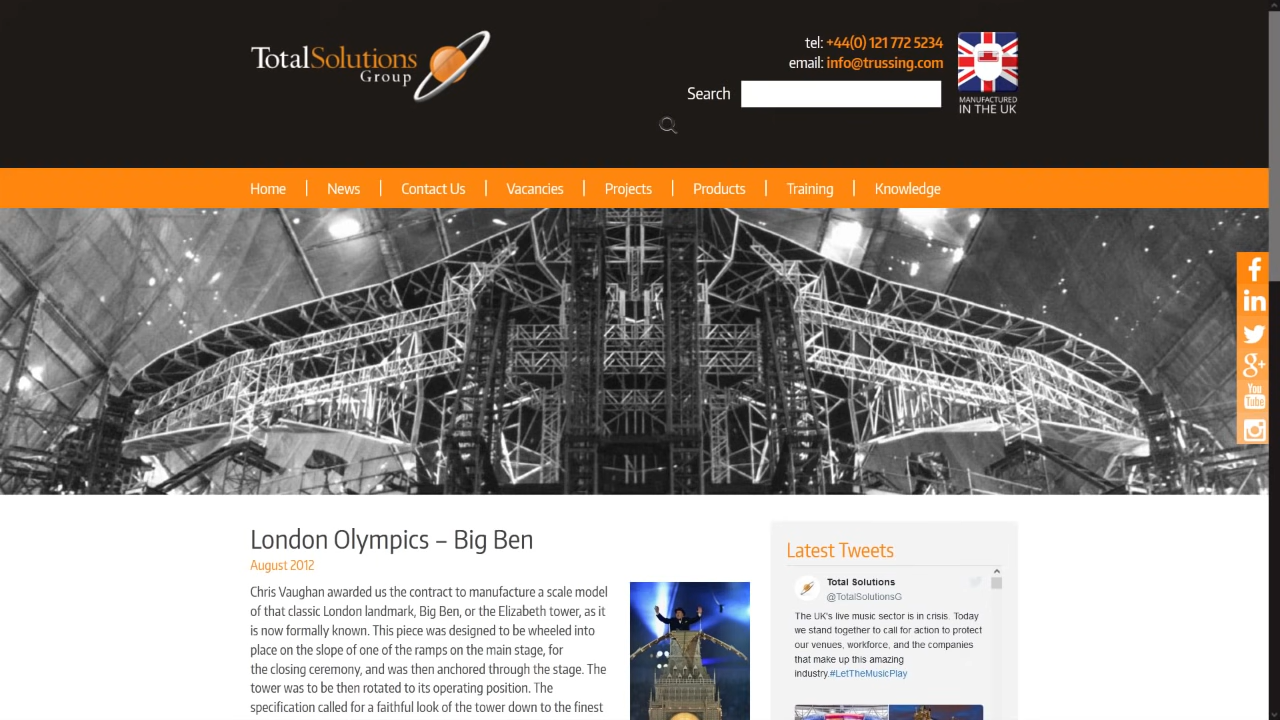 TotalSolutions
Group
tel: +44(0) 121 772 5234
email: info@trussing.com
Search
MANUFACTURED
IN THE UK
Home
News
Contact Us
Vacancies
Projects
Products
Training
Knowledge
You
Tube
London Olympics – Big Ben
August 2012
Chris Vaughan awarded us the contract to manufacture a scale model
of that classic London landmark, Big Ben, or the Elizabeth tower, as it
is now formally known. This piece was designed to be wheeled into
place on the slope of one of the ramps on the main stage, for
the closing ceremony, and was then anchored through the stage. The
tower was to be then rotated to its operating position. The
specification called for a faithful look of the tower down to the finest
Latest Tweets
Total Solutions
@TotalSolutionsG
The UK's live music sector is in crisis. Today
we stand together to call for action to protect
our venues, workforce, and the companies
that make up this amazing
industry.#LetTheMusicPlay